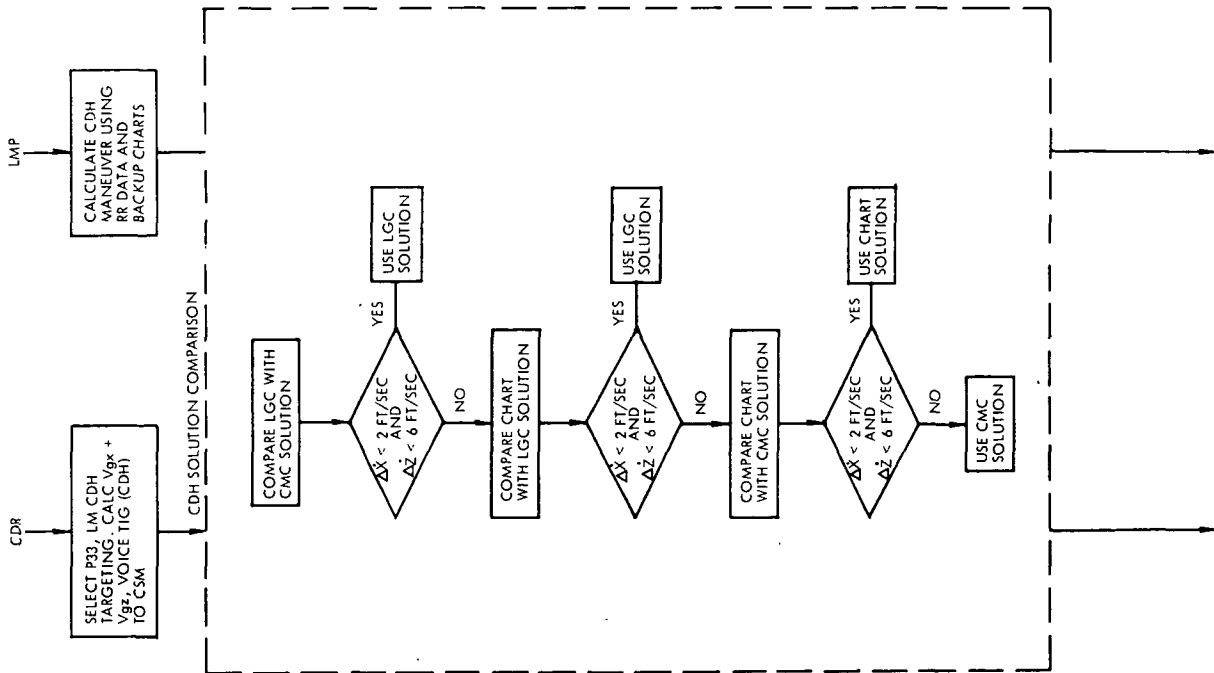 CDR
SELECT P33, LM CDH
TARGETING. CALC Vgx +
Vgz, VOICE TIG (CDH)
TO CSM
LMP
CALCULATE CDH
MANEUVER USING
RR DATA AND
BACKUP CHARTS
CDH SOLUTION COMPARISON
COMPARE LGC WITH
CMC SOLUTION
ΔẊ < 2 FT/SEC
AND
ΔŻ < 6 FT/SEC
YES
USE LGC
SOLUTION
NO
COMPARE CHART
WITH LGC SOLUTION
ΔẊ < 2 FT/SEC
AND
ΔŻ < 6 FT/SEC
YES
USE LGC
SOLUTION
NO
COMPARE CHART
WITH CMC SOLUTION
ΔẊ < 2 FT/SEC
AND
ΔŻ < 6 FT/SEC
YES
USE CHART
SOLUTION
NO
USE CMC
SOLUTION